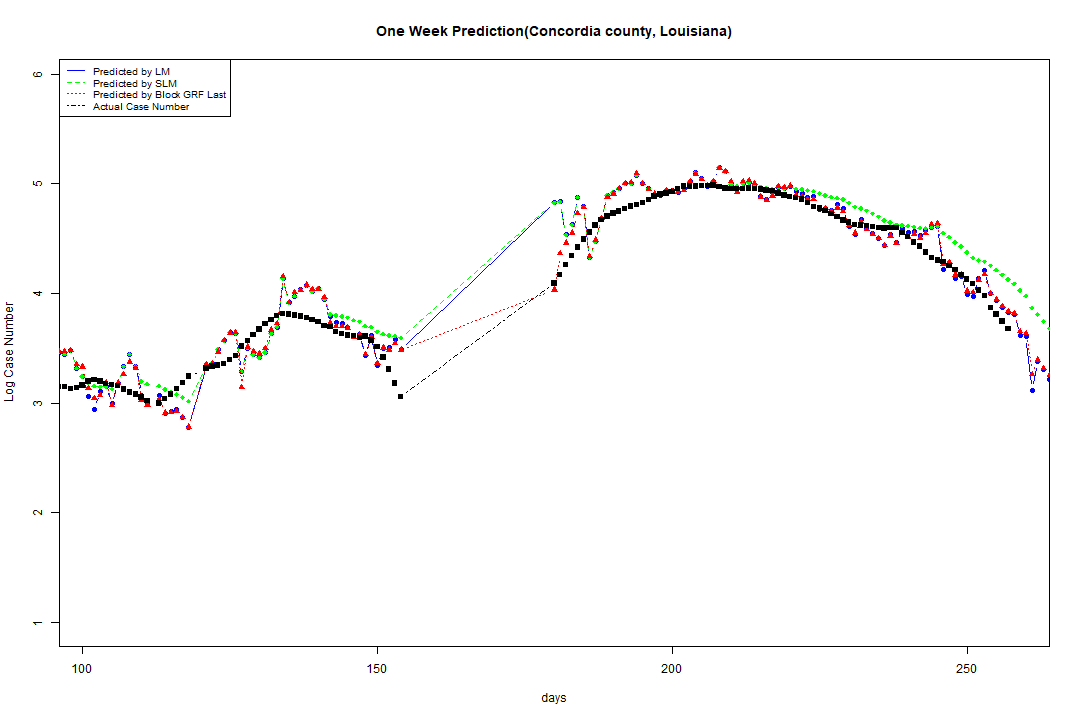 One Week Prediction(Concordia county, Louisiana)
Predicted by LM
Predicted by SLM
Predicted by Block GRF Last
Actual Case Number
6
5
4
3
2
1
Log Case Number
100 150 200 250
days